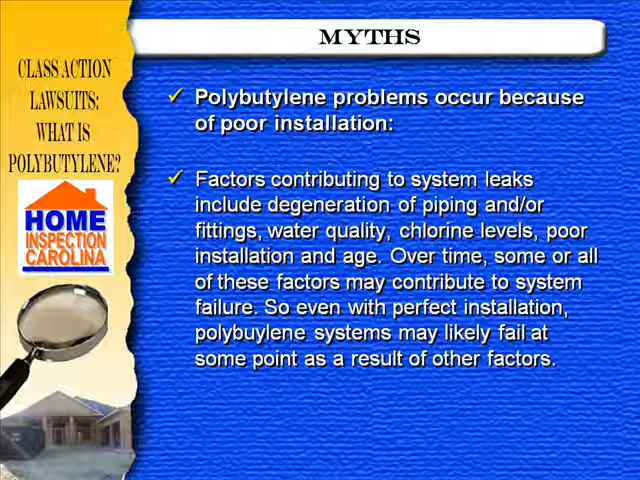 MYTHS
CLASS ACTION
LAWSUITS:
WHAT IS
POLYBUTYLENE?
HOME
INSPECTION
CAROLINA
✓ Polybutylene problems occur because
of poor installation:
✓ Factors contributing to system leaks
include degeneration of piping and/or
fittings, water quality, chlorine levels, poor
installation and age. Over time, some or all
of these factors may contribute to system
failure. So even with perfect installation,
polybuylene systems may likely fail at
some point as a result of other factors.